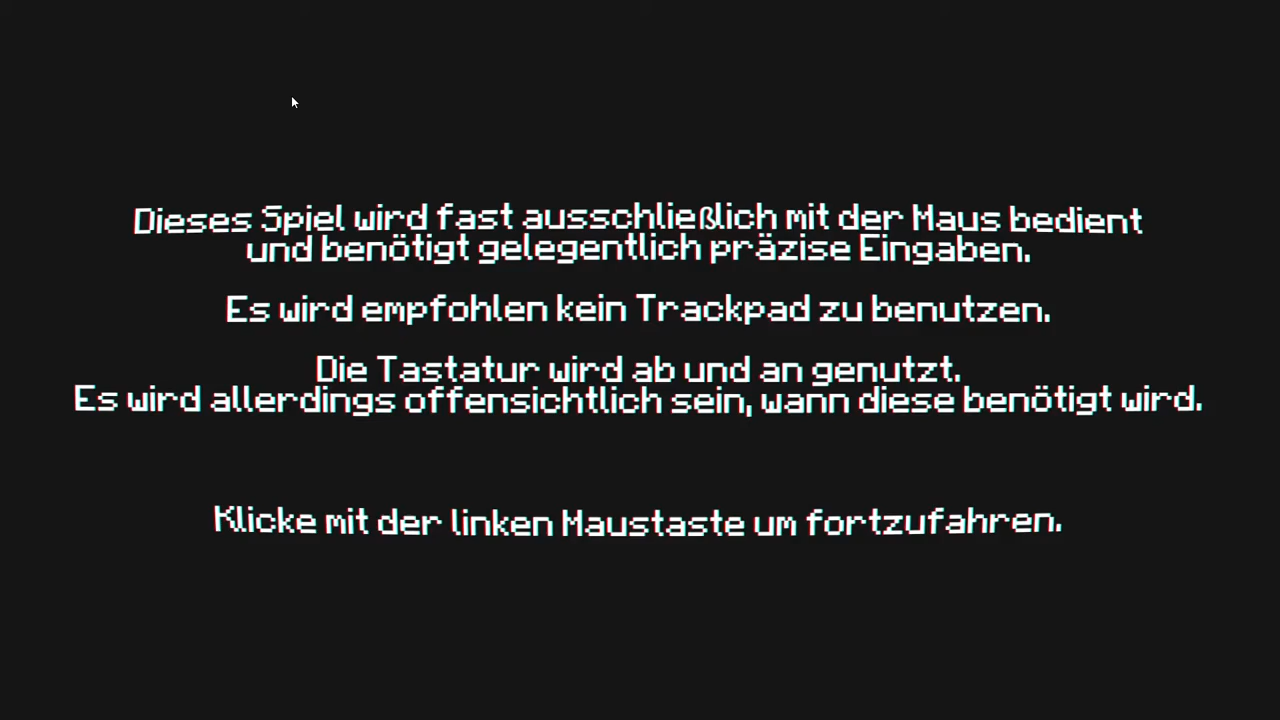 Dieses Spiel wird fast ausschließlich mit der Maus bedient
und benötigt gelegentlich präzise Eingaben.
Es wird empfohlen kein Trackpad zu benutzen.
Die Tastatur wird ab und an genutzt.
Es wird allerdings offensichtlich sein, wann diese benötigt wird.
Klicke mit der linken Maustaste um fortzufahren.